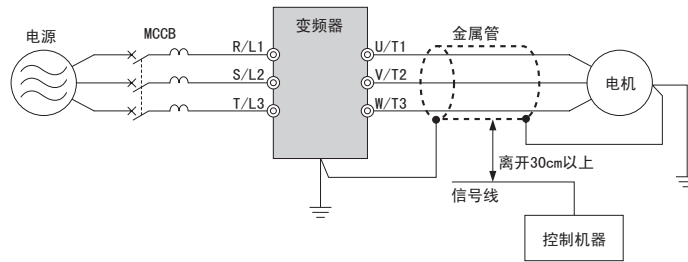 电源
MCCB
R/L1
S/L2
T/L3
变频器
U/T1
V/T2
W/T3
金属管
电机
离开30cm以上
信号线
控制机器